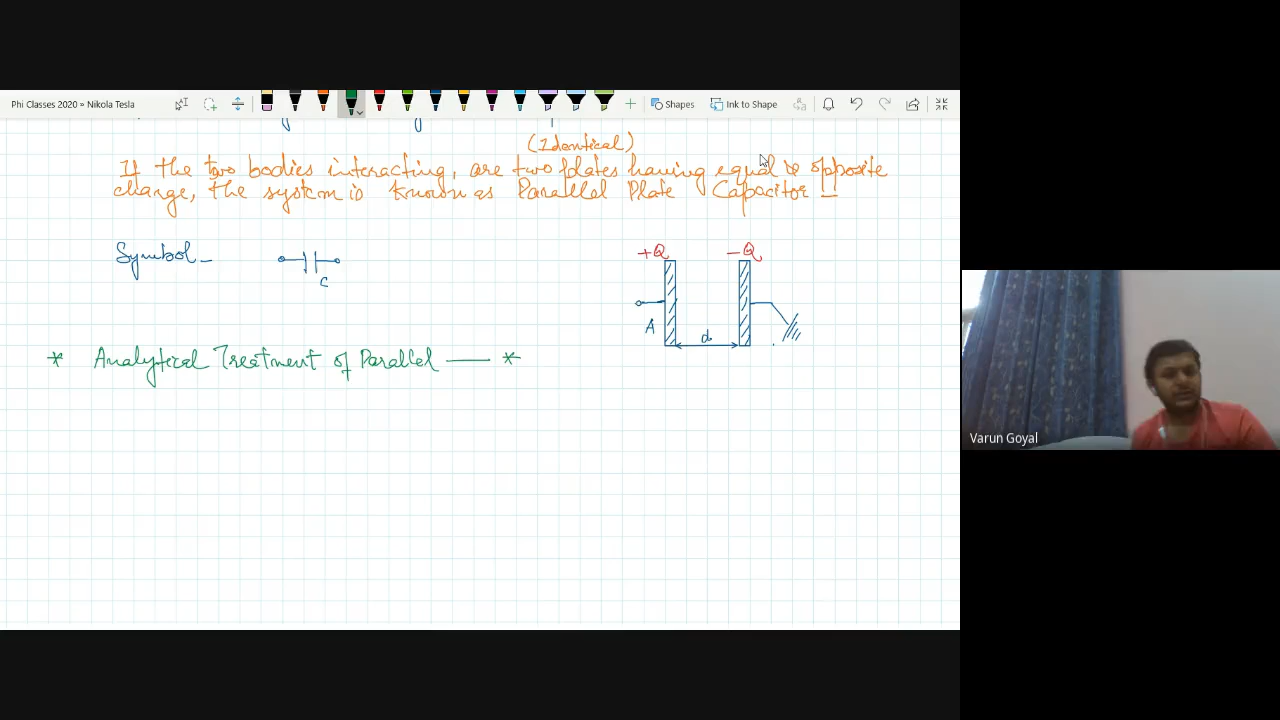 Phi Classes 2020 » Nikola Tesla
Shapes
Ink to Shape
(Identical)
If the two bodies interacting, are two plates having equal & opposite
charge, the system is known as Parallel Plate Capacitor –
Symbol –
C
+Q
–Q
A
d
* Analytical Treatment of Parallel —— *
Varun Goyal